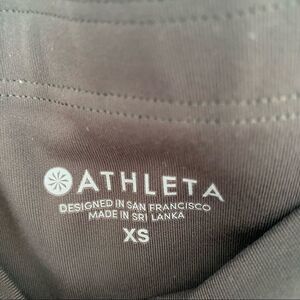 ATHLETA
DESIGNED IN SAN FRANCISCO
MADE IN SRI LANKA
XS